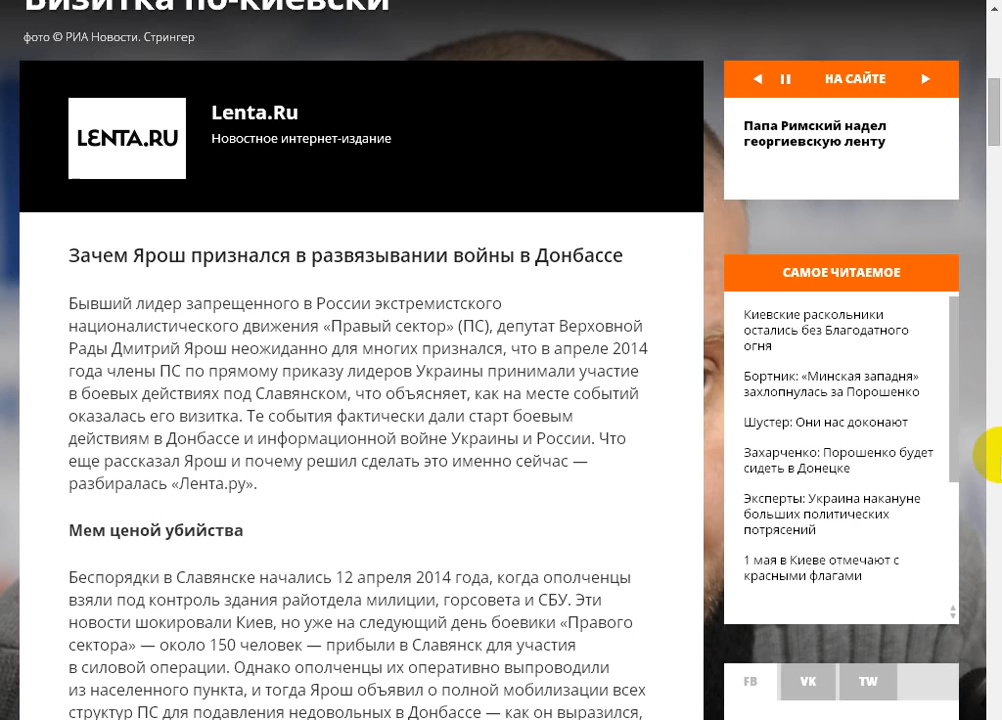 Визитка по-киевски
фото © РИА Новости. Стрингер
LENTA.RU
Lenta.Ru
Новостное интернет-издание
Зачем Ярош признался в развязывании войны в Донбассе
Бывший лидер запрещенного в России экстремистского
националистического движения «Правый сектор» (ПС), депутат Верховной
Рады Дмитрий Ярош неожиданно для многих признался, что в апреле 2014
года члены ПС по прямому приказу лидеров Украины принимали участие
в боевых действиях под Славянском, что объясняет, как на месте событий
оказалась его визитка. Те события фактически дали старт боевым
действиям в Донбассе и информационной войне Украины и России. Что
еще рассказал Ярош и почему решил сделать это именно сейчас —
разбиралась «Лента.ру».
Мем ценой убийства
Беспорядки в Славянске начались 12 апреля 2014 года, когда ополченцы
взяли под контроль здания райотдела милиции, горсовета и СБУ. Эти
новости шокировали Киев, но уже на следующий день боевики «Правого
сектора» — около 150 человек — прибыли в Славянск для участия
в силовой операции. Однако ополченцы их оперативно выпроводили
из населенного пункта, и тогда Ярош объявил о полной мобилизации всех
структур ПС для подавления недовольных в Донбассе — как он выразился,
НА САЙТЕ
Папа Римский надел
георгиевскую ленту
САМОЕ ЧИТАЕМОЕ
Киевские раскольники
остались без Благодатного
огня
Бортник: «Минская западня»
захлопнулась за Порошенко
Шустер: Они нас доконают
Захарченко: Порошенко будет
сидеть в Донецке
Эксперты: Украина накануне
больших политических
потрясений
1 мая в Киеве отмечают с
красными флагами
FB VK TW